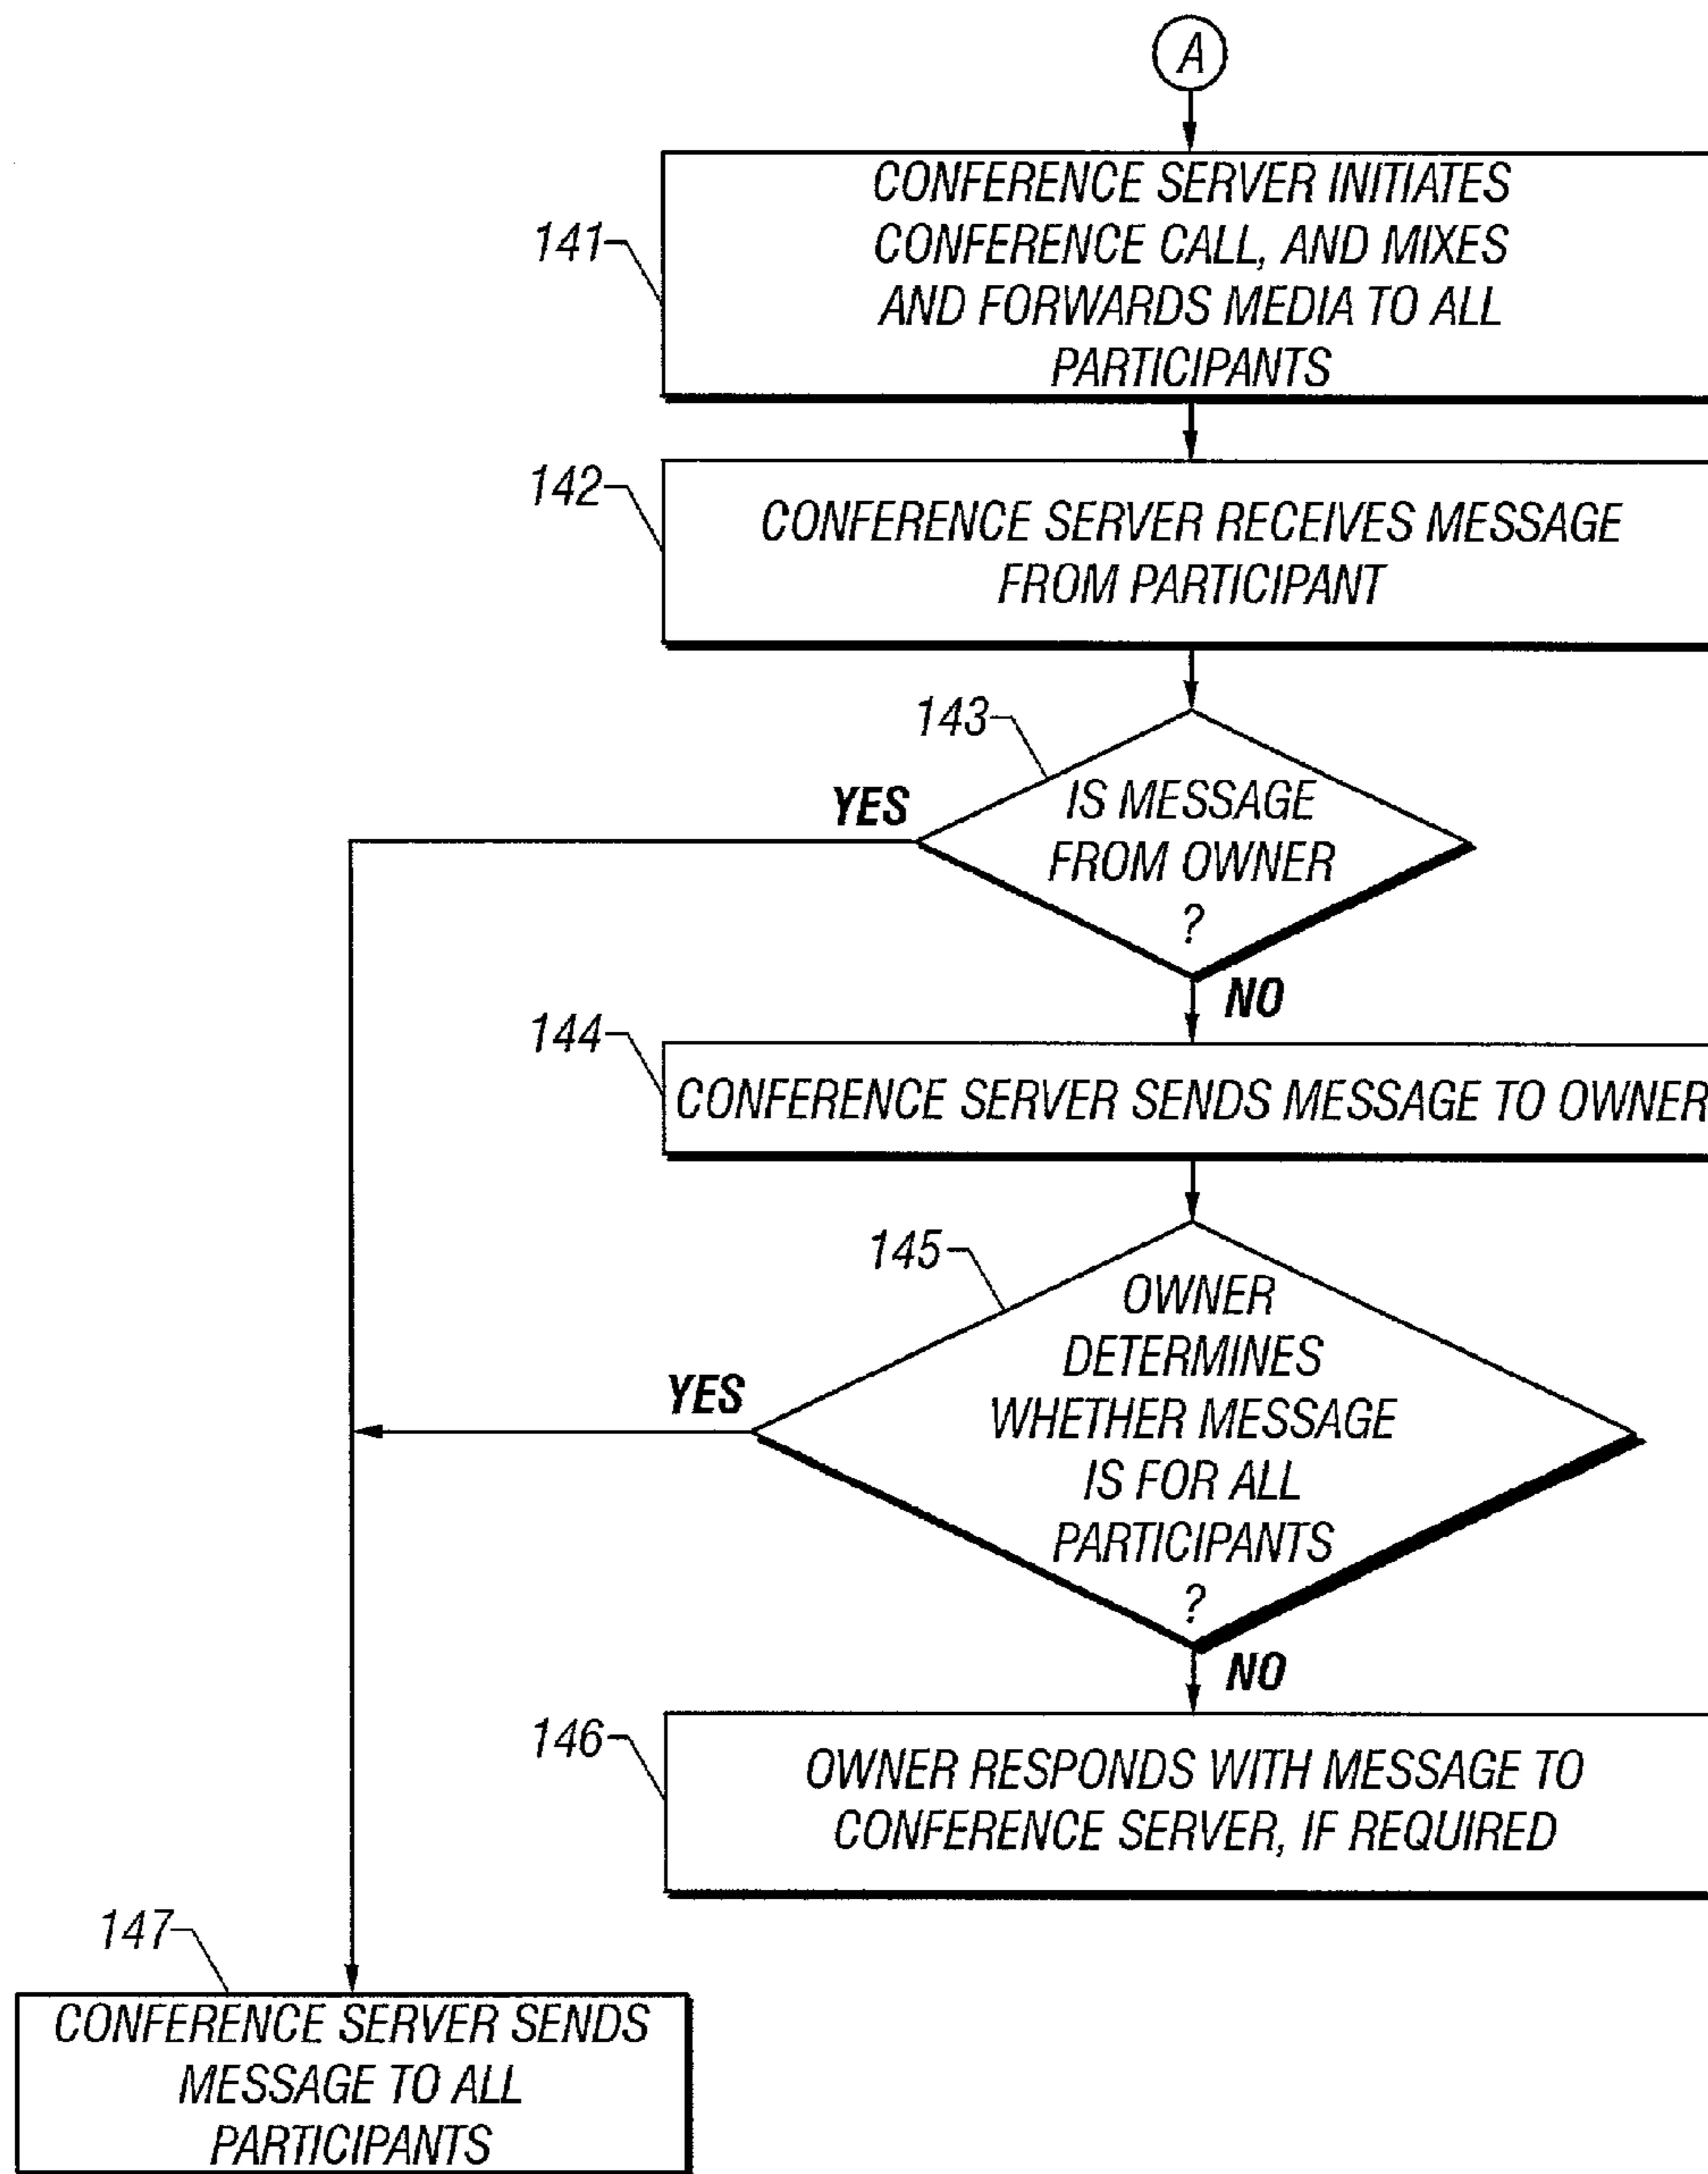 A
141
CONFERENCE SERVER INITIATES
CONFERENCE CALL, AND MIXES
AND FORWARDS MEDIA TO ALL
PARTICIPANTS
142
CONFERENCE SERVER RECEIVES MESSAGE
FROM PARTICIPANT
143
YES
IS MESSAGE
FROM OWNER
?
NO
144
CONFERENCE SERVER SENDS MESSAGE TO OWNER
145
YES
OWNER
DETERMINES
WHETHER MESSAGE
IS FOR ALL
PARTICIPANTS
?
NO
146
OWNER RESPONDS WITH MESSAGE TO
CONFERENCE SERVER, IF REQUIRED
147
CONFERENCE SERVER SENDS
MESSAGE TO ALL
PARTICIPANTS